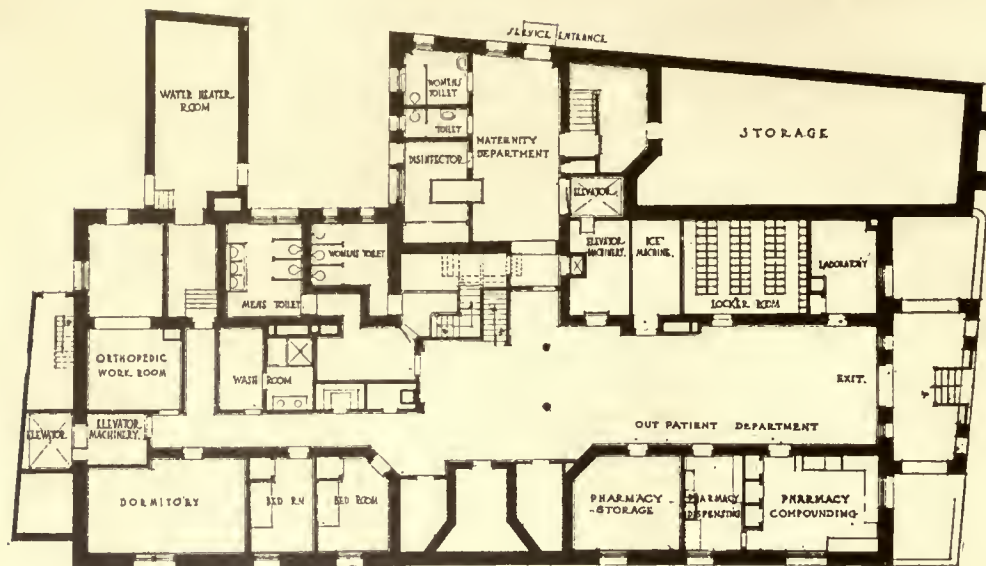 SERVICE ENTRANCE
WATER HEATER
ROOM
WOMENS
TOILET
TOILET
MATERNITY
DEPARTMENT
STORAGE
DISINFECTOR
ELEVATOR
ELEVATOR
MACHINERY.
ICE
MACHINE.
LOCKER ROOM
LABORATORY
MENS TOILET
WOMENS TOILET
ORTHOPEDIC
WORK ROOM
WASH ROOM
EXIT.
ELEVATOR
ELEVATOR
MACHINERY.
OUT PATIENT DEPARTMENT
DORMITORY
BED RM
BED ROOM
PHARMACY
STORAGE
PHARMACY
DISPENSING
PHARMACY
COMPOUNDING